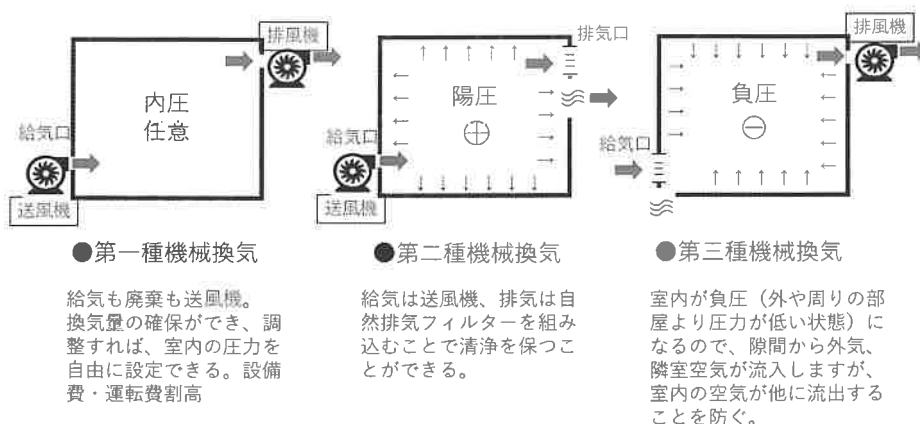 排風機
内圧
任意
給気口
送風機
●第一種機械換気
給気も廃棄も送風機。
換気量の確保ができ、調
整すれば、室内の圧力を
自由に設定できる。設備
費・運転費割高
排気口
陽圧
＋
給気口
送風機
●第二種機械換気
給気は送風機、排気は自
然排気フィルターを組み
込むことで清浄を保つこ
とができる。
排風機
負圧
−
給気口
●第三種機械換気
室内が負圧（外や周りの部
屋より圧力が低い状態）に
なるので、隙間から外気、
隣室空気が流入しますが、
室内の空気が他に流出する
ことを防ぐ。